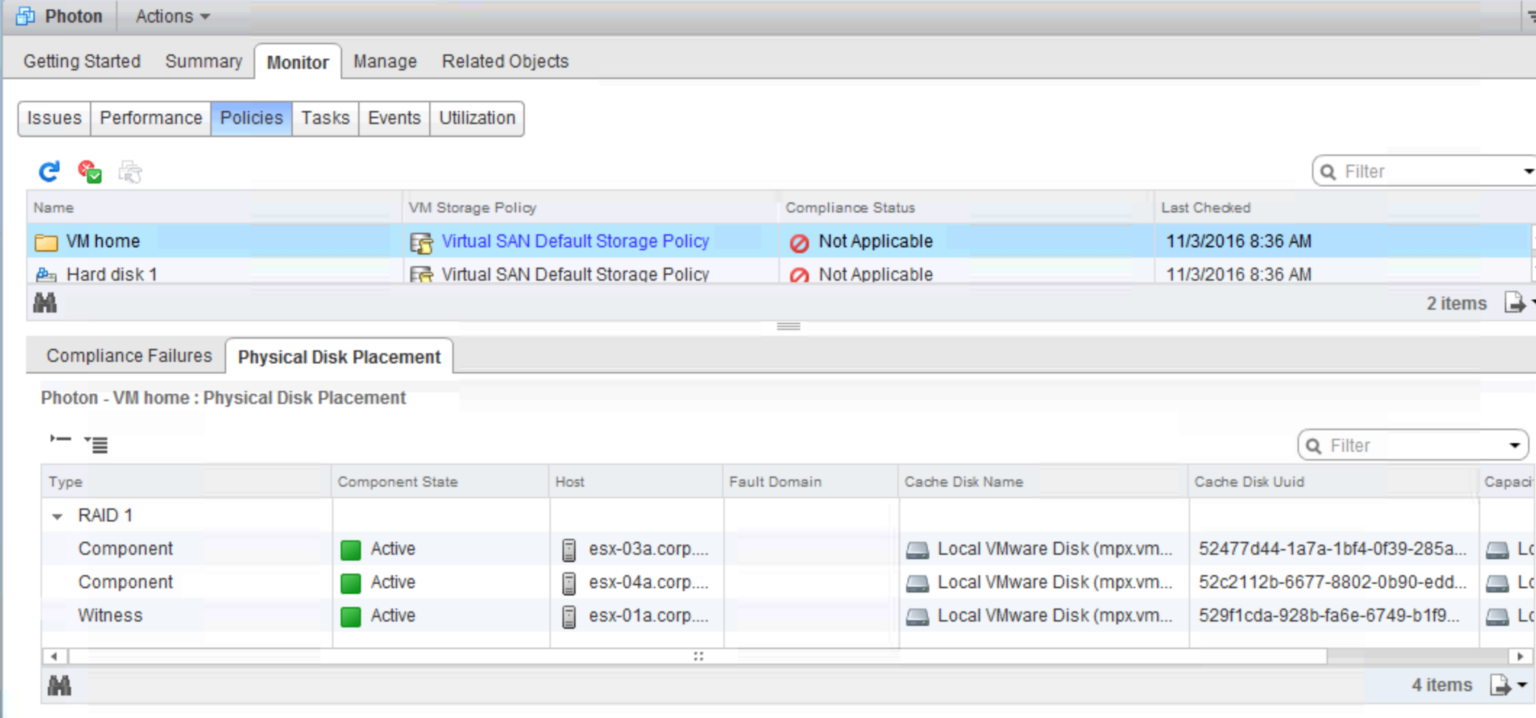 Photon Actions
Getting Started Summary Monitor Manage Related Objects
Issues Performance Policies Tasks Events Utilization
Filter
Name VM Storage Policy Compliance Status Last Checked
VM home Virtual SAN Default Storage Policy Not Applicable 11/3/2016 8:36 AM
Hard disk 1 Virtual SAN Default Storage Policy Not Applicable 11/3/2016 8:36 AM
2 items
Compliance Failures Physical Disk Placement
Photon - VM home : Physical Disk Placement
Filter
Type Component State Host Fault Domain Cache Disk Name Cache Disk Uuid Capaci
RAID 1
Component Active esx-03a.corp.... Local VMware Disk (mpx.vm... 52477d44-1a7a-1bf4-0f39-285a... Lo
Component Active esx-04a.corp.... Local VMware Disk (mpx.vm... 52c2112b-6677-8802-0b90-edd... Lo
Witness Active esx-01a.corp.... Local VMware Disk (mpx.vm... 529f1cda-928b-fa6e-6749-b1f9... Lo
4 items